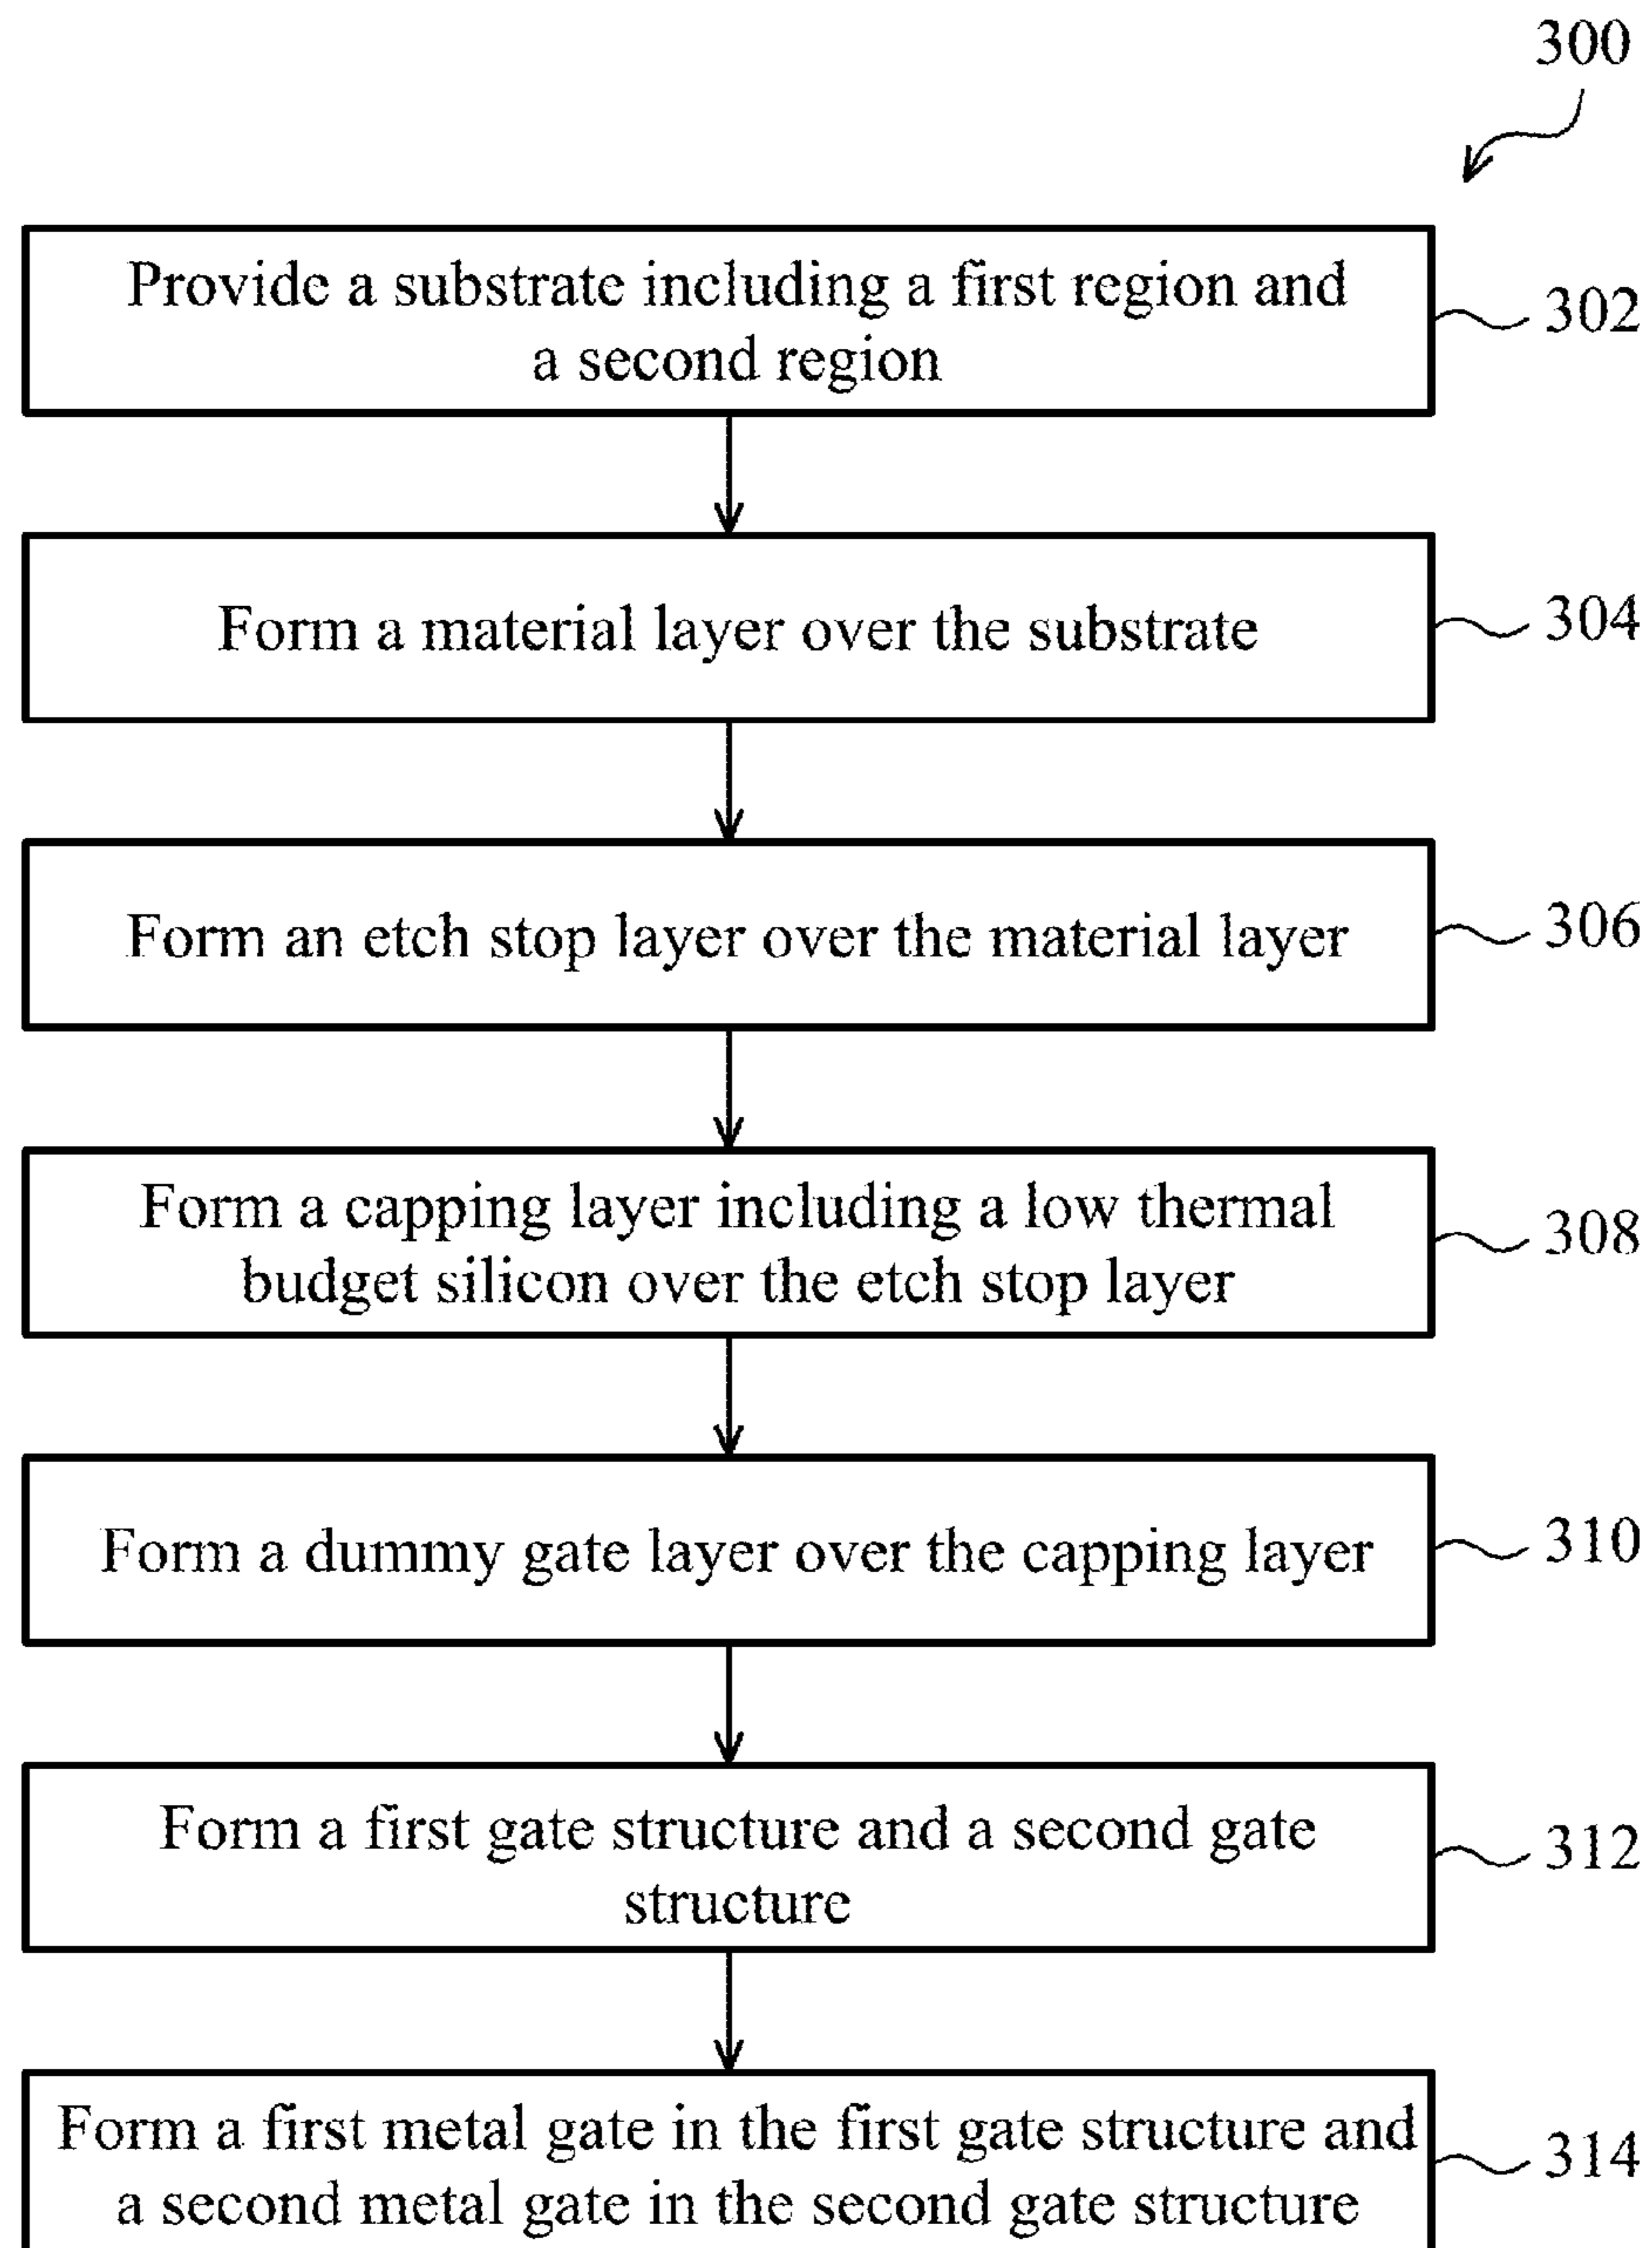 300
Provide a substrate including a first region and
a second region
302
Form a material layer over the substrate
304
Form an etch stop layer over the material layer
306
Form a capping layer including a low thermal
budget silicon over the etch stop layer
308
Form a dummy gate layer over the capping layer
310
Form a first gate structure and a second gate
structure
312
Form a first metal gate in the first gate structure and
a second metal gate in the second gate structure
314